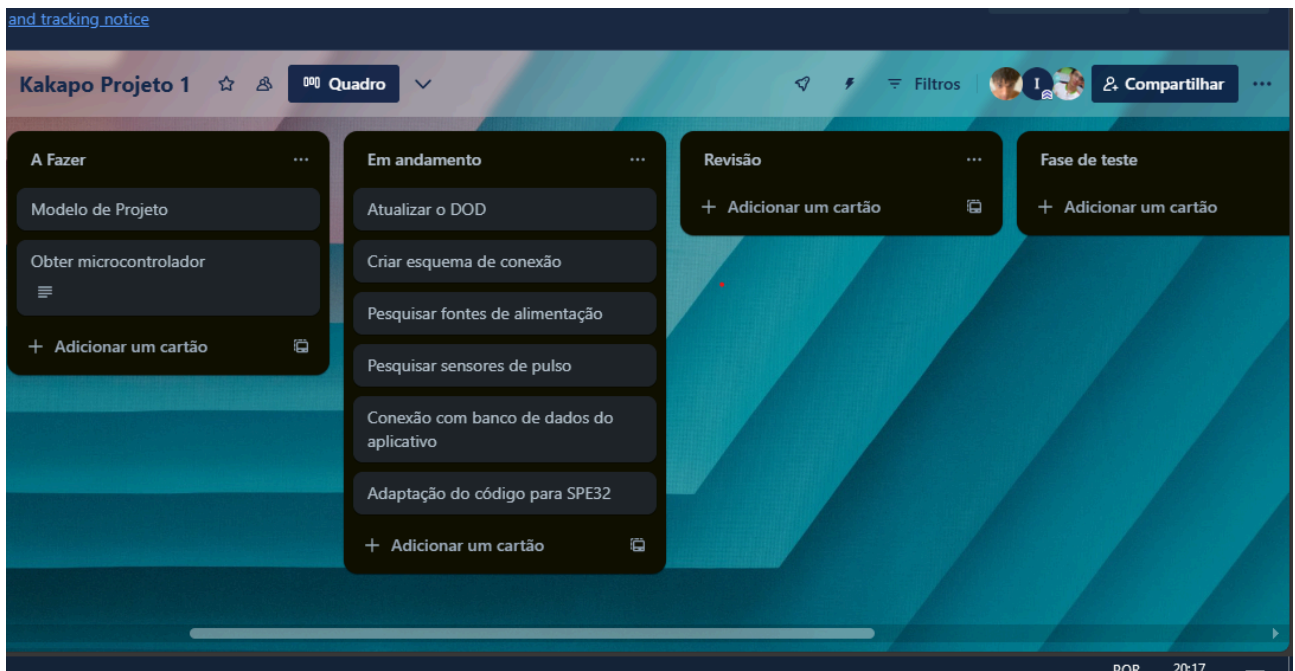 and tracking notice
Kakapo Projeto 1
Quadro
Filtros
I
Compartilhar
A Fazer
Modelo de Projeto
Obter microcontrolador
+ Adicionar um cartão
Em andamento
Atualizar o DOD
Criar esquema de conexão
Pesquisar fontes de alimentação
Pesquisar sensores de pulso
Conexão com banco de dados do
aplicativo
Adaptação do código para SPE32
+ Adicionar um cartão
Revisão
+ Adicionar um cartão
Fase de teste
+ Adicionar um cartão
POR
20:17